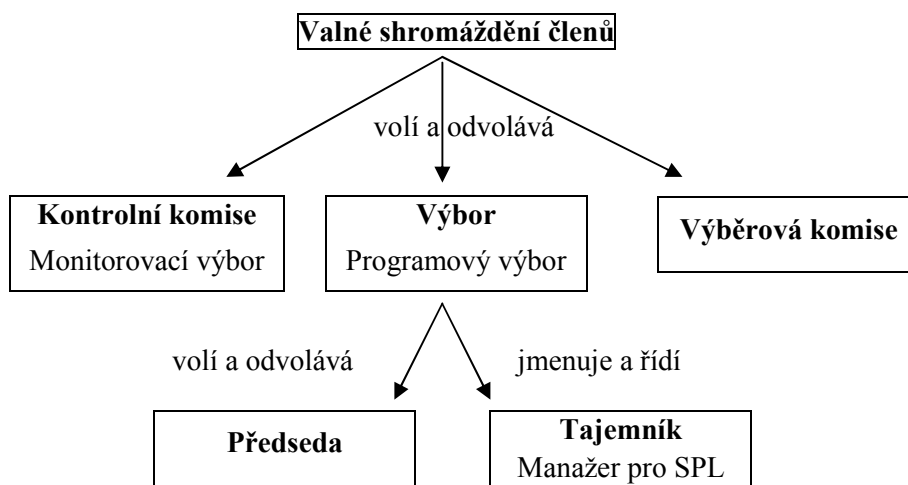 Valné shromáždění členů
volí a odvolává
Kontrolní komise
Monitorovací výbor
Výbor
Programový výbor
Výběrová komise
volí a odvolává
jmenuje a řídí
Předseda
Tajemník
Manažer pro SPL